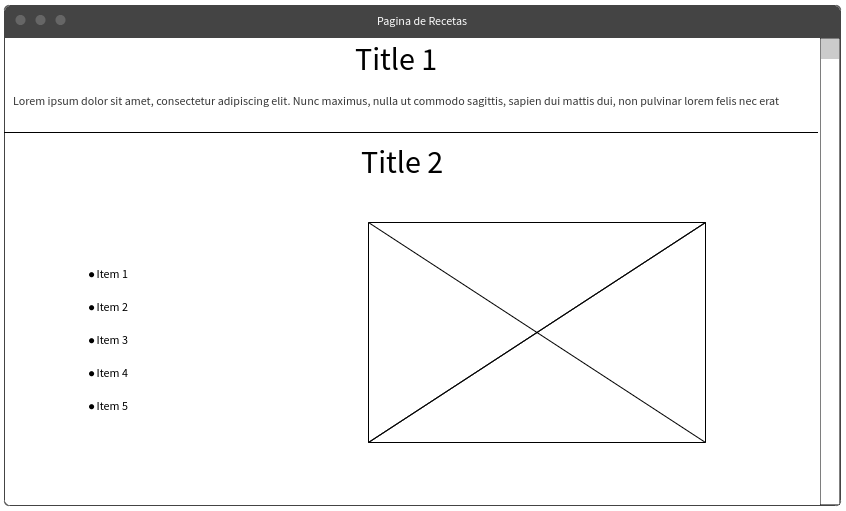 Pagina de Recetas
Title 1
Lorem ipsum dolor sit amet, consectetur adipiscing elit. Nunc maximus, nulla ut commodo sagittis, sapien dui mattis dui, non pulvinar lorem felis nec erat
Title 2
● Item 1
● Item 2
● Item 3
● Item 4
● Item 5